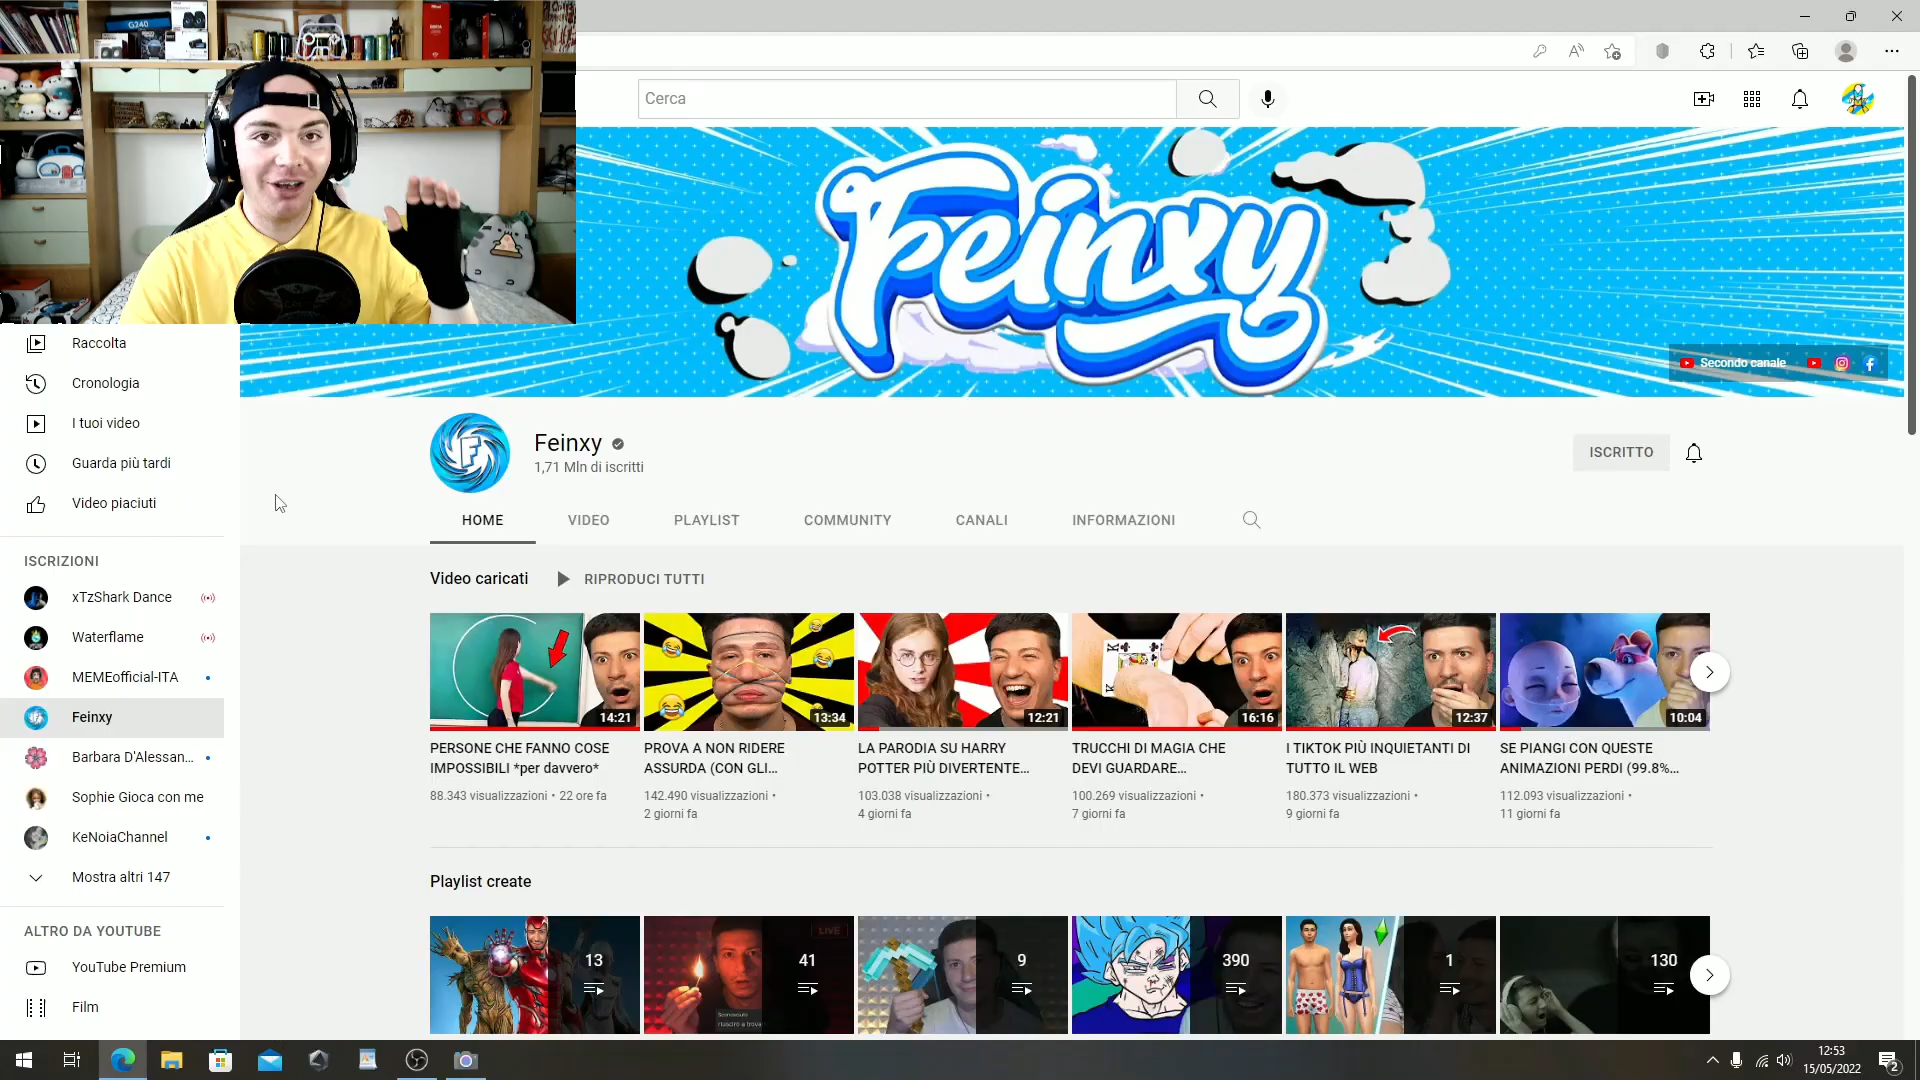 G240
Cerca
Feinxy
Secondo canale
Raccolta
Cronologia
I tuoi video
Guarda più tardi
Video piaciuti
Feinxy
1,71 Mln di iscritti
ISCRITTO
HOME
VIDEO
PLAYLIST
COMMUNITY
CANALI
INFORMAZIONI
ISCRIZIONI
xTzShark Dance
Waterflame
MEMEofficial-ITA
Feinxy
Barbara D'Alessan...
Sophie Gioca con me
KeNoiaChannel
Mostra altri 147
ALTRO DA YOUTUBE
YouTube Premium
Film
Video caricati
RIPRODUCI TUTTI
14:21
13:34
12:21
16:16
12:37
10:04
PERSONE CHE FANNO COSE
IMPOSSIBILI *per davvero*
88.343 visualizzazioni • 22 ore fa
PROVA A NON RIDERE
ASSURDA (CON GLI...
142.490 visualizzazioni •
2 giorni fa
LA PARODIA SU HARRY
POTTER PIÙ DIVERTENTE...
103.038 visualizzazioni •
4 giorni fa
TRUCCHI DI MAGIA CHE
DEVI GUARDARE...
100.269 visualizzazioni •
7 giorni fa
I TIKTOK PIÙ INQUIETANTI DI
TUTTO IL WEB
180.373 visualizzazioni •
9 giorni fa
SE PIANGI CON QUESTE
ANIMAZIONI PERDI (99.8%...
112.093 visualizzazioni •
11 giorni fa
Playlist create
13
LIVE
41
9
390
1
130
12:53
15/05/2022
2